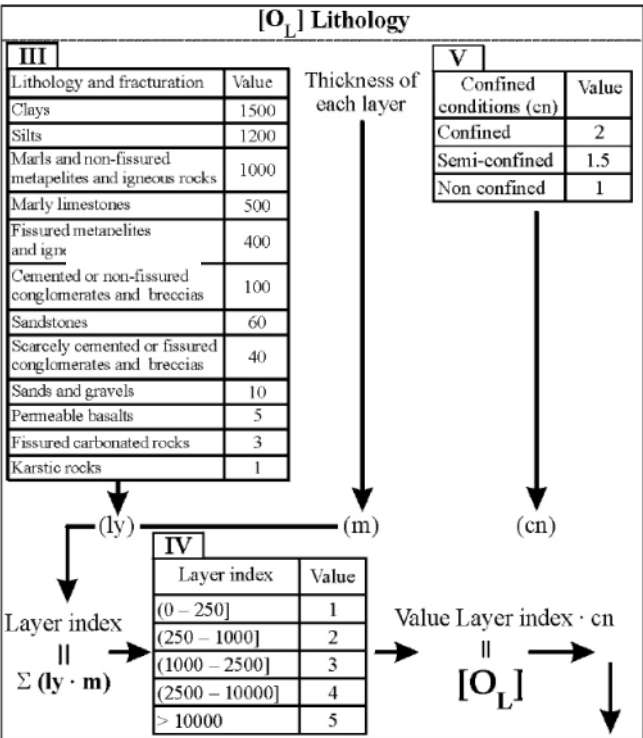 [O_L] Lithology
III
Lithology and fracturation Value
Clays 1500
Silts 1200
Marls and non-fissured
metapelites and igneous rocks 1000
Marly limestones 500
Fissured metapelites
and 400
Cemented or non-fissured
conglomerates and breccias 100
Sandstones 60
Scarcely cemented or fissured
conglomerates and breccias 40
Sands and gravels 10
Permeable basalts 5
Fissured carbonated rocks 3
Karstic rocks 1
Thickness of
each layer
V
Confined
conditions (cn) Value
Confined 2
Semi-confined 1.5
Non confined 1
(ly) (m) (cn)
Layer index
=
Σ (ly · m)
IV
Layer index Value
(0 – 250] 1
(250 – 1000] 2
(1000 – 2500] 3
(2500 – 10000] 4
> 10000 5
Value Layer index · cn
=
[O_L]